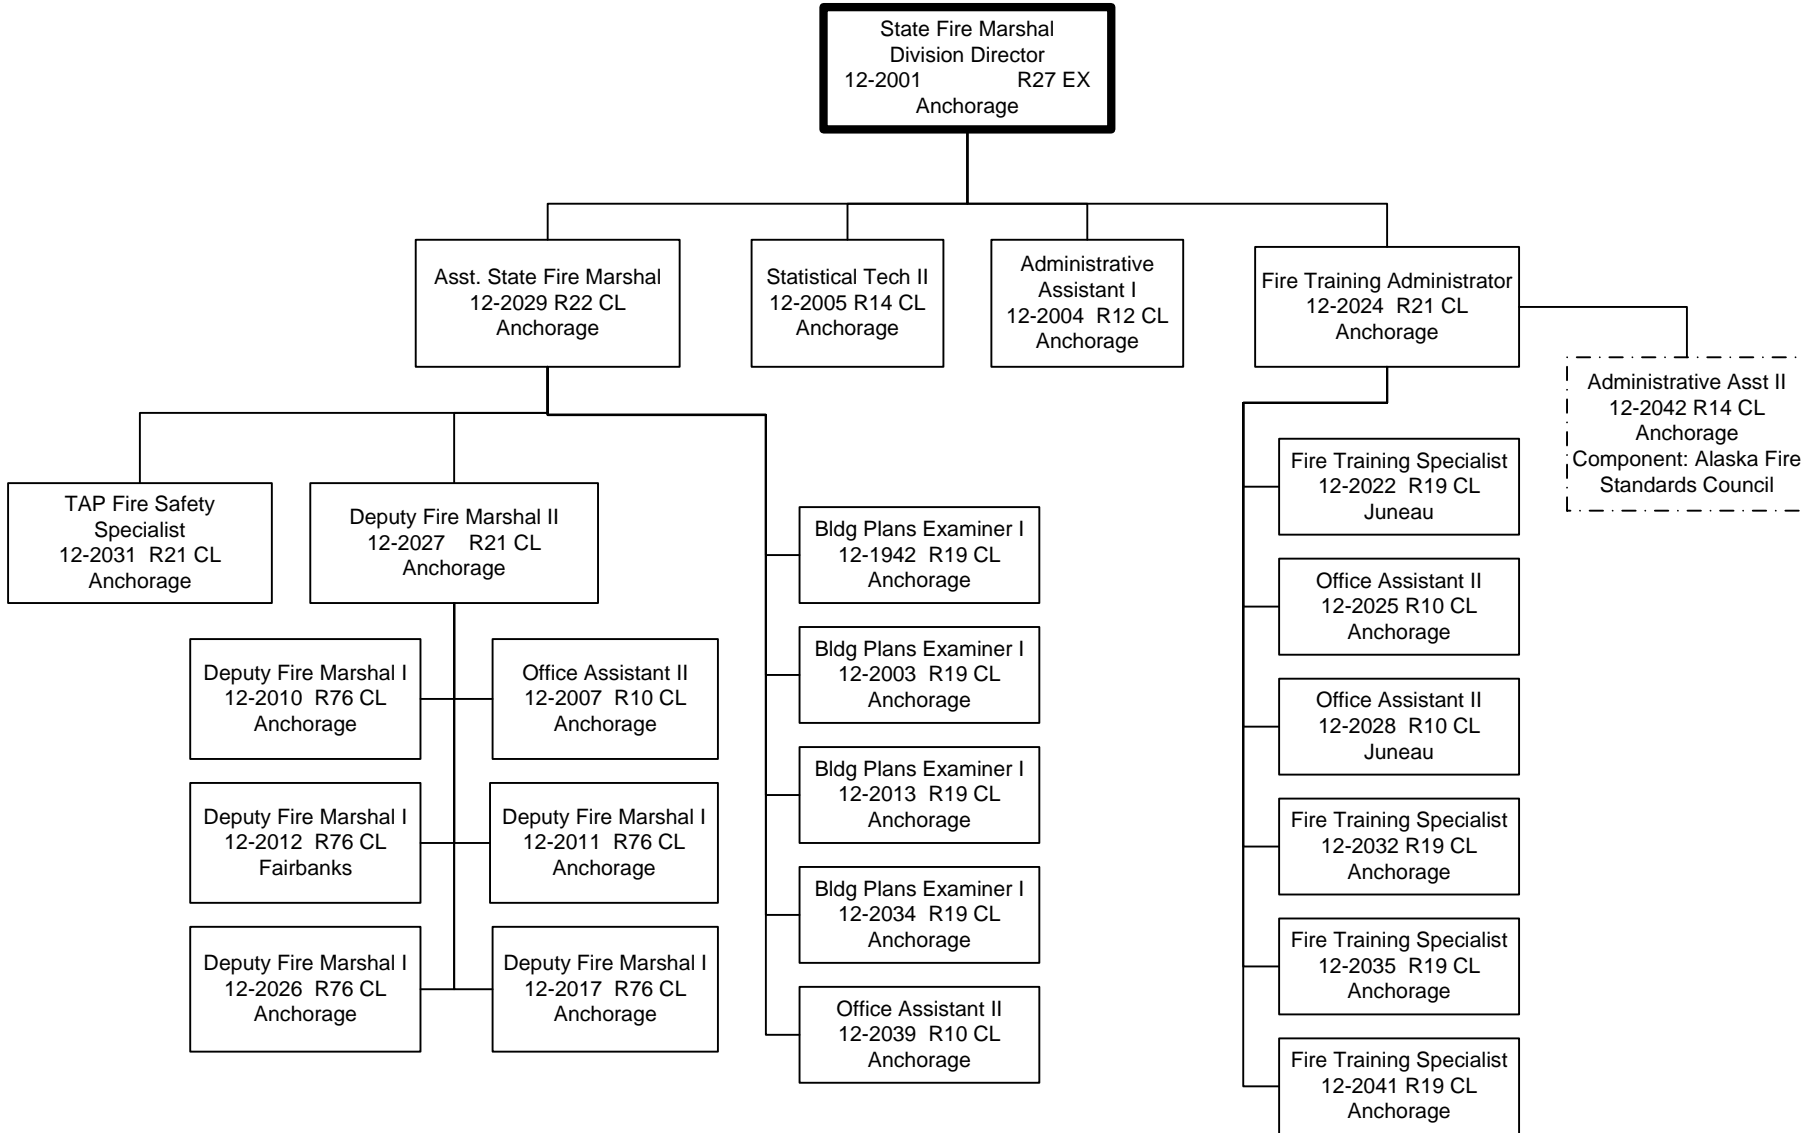 State Fire Marshal
Division Director
12-2001 R27 EX
Anchorage
Asst. State Fire Marshal
12-2029 R22 CL
Anchorage
Statistical Tech II
12-2005 R14 CL
Anchorage
Administrative
Assistant I
12-2004 R12 CL
Anchorage
Fire Training Administrator
12-2024 R21 CL
Anchorage
Administrative Asst II
12-2042 R14 CL
Anchorage
Component: Alaska Fire
Standards Council
TAP Fire Safety
Specialist
12-2031 R21 CL
Anchorage
Deputy Fire Marshal II
12-2027 R21 CL
Anchorage
Deputy Fire Marshal I
12-2010 R76 CL
Anchorage
Office Assistant II
12-2007 R10 CL
Anchorage
Deputy Fire Marshal I
12-2012 R76 CL
Fairbanks
Deputy Fire Marshal I
12-2011 R76 CL
Anchorage
Deputy Fire Marshal I
12-2026 R76 CL
Anchorage
Deputy Fire Marshal I
12-2017 R76 CL
Anchorage
Bldg Plans Examiner I
12-1942 R19 CL
Anchorage
Bldg Plans Examiner I
12-2003 R19 CL
Anchorage
Bldg Plans Examiner I
12-2013 R19 CL
Anchorage
Bldg Plans Examiner I
12-2034 R19 CL
Anchorage
Office Assistant II
12-2039 R10 CL
Anchorage
Fire Training Specialist
12-2022 R19 CL
Juneau
Office Assistant II
12-2025 R10 CL
Anchorage
Office Assistant II
12-2028 R10 CL
Juneau
Fire Training Specialist
12-2032 R19 CL
Anchorage
Fire Training Specialist
12-2035 R19 CL
Anchorage
Fire Training Specialist
12-2041 R19 CL
Anchorage